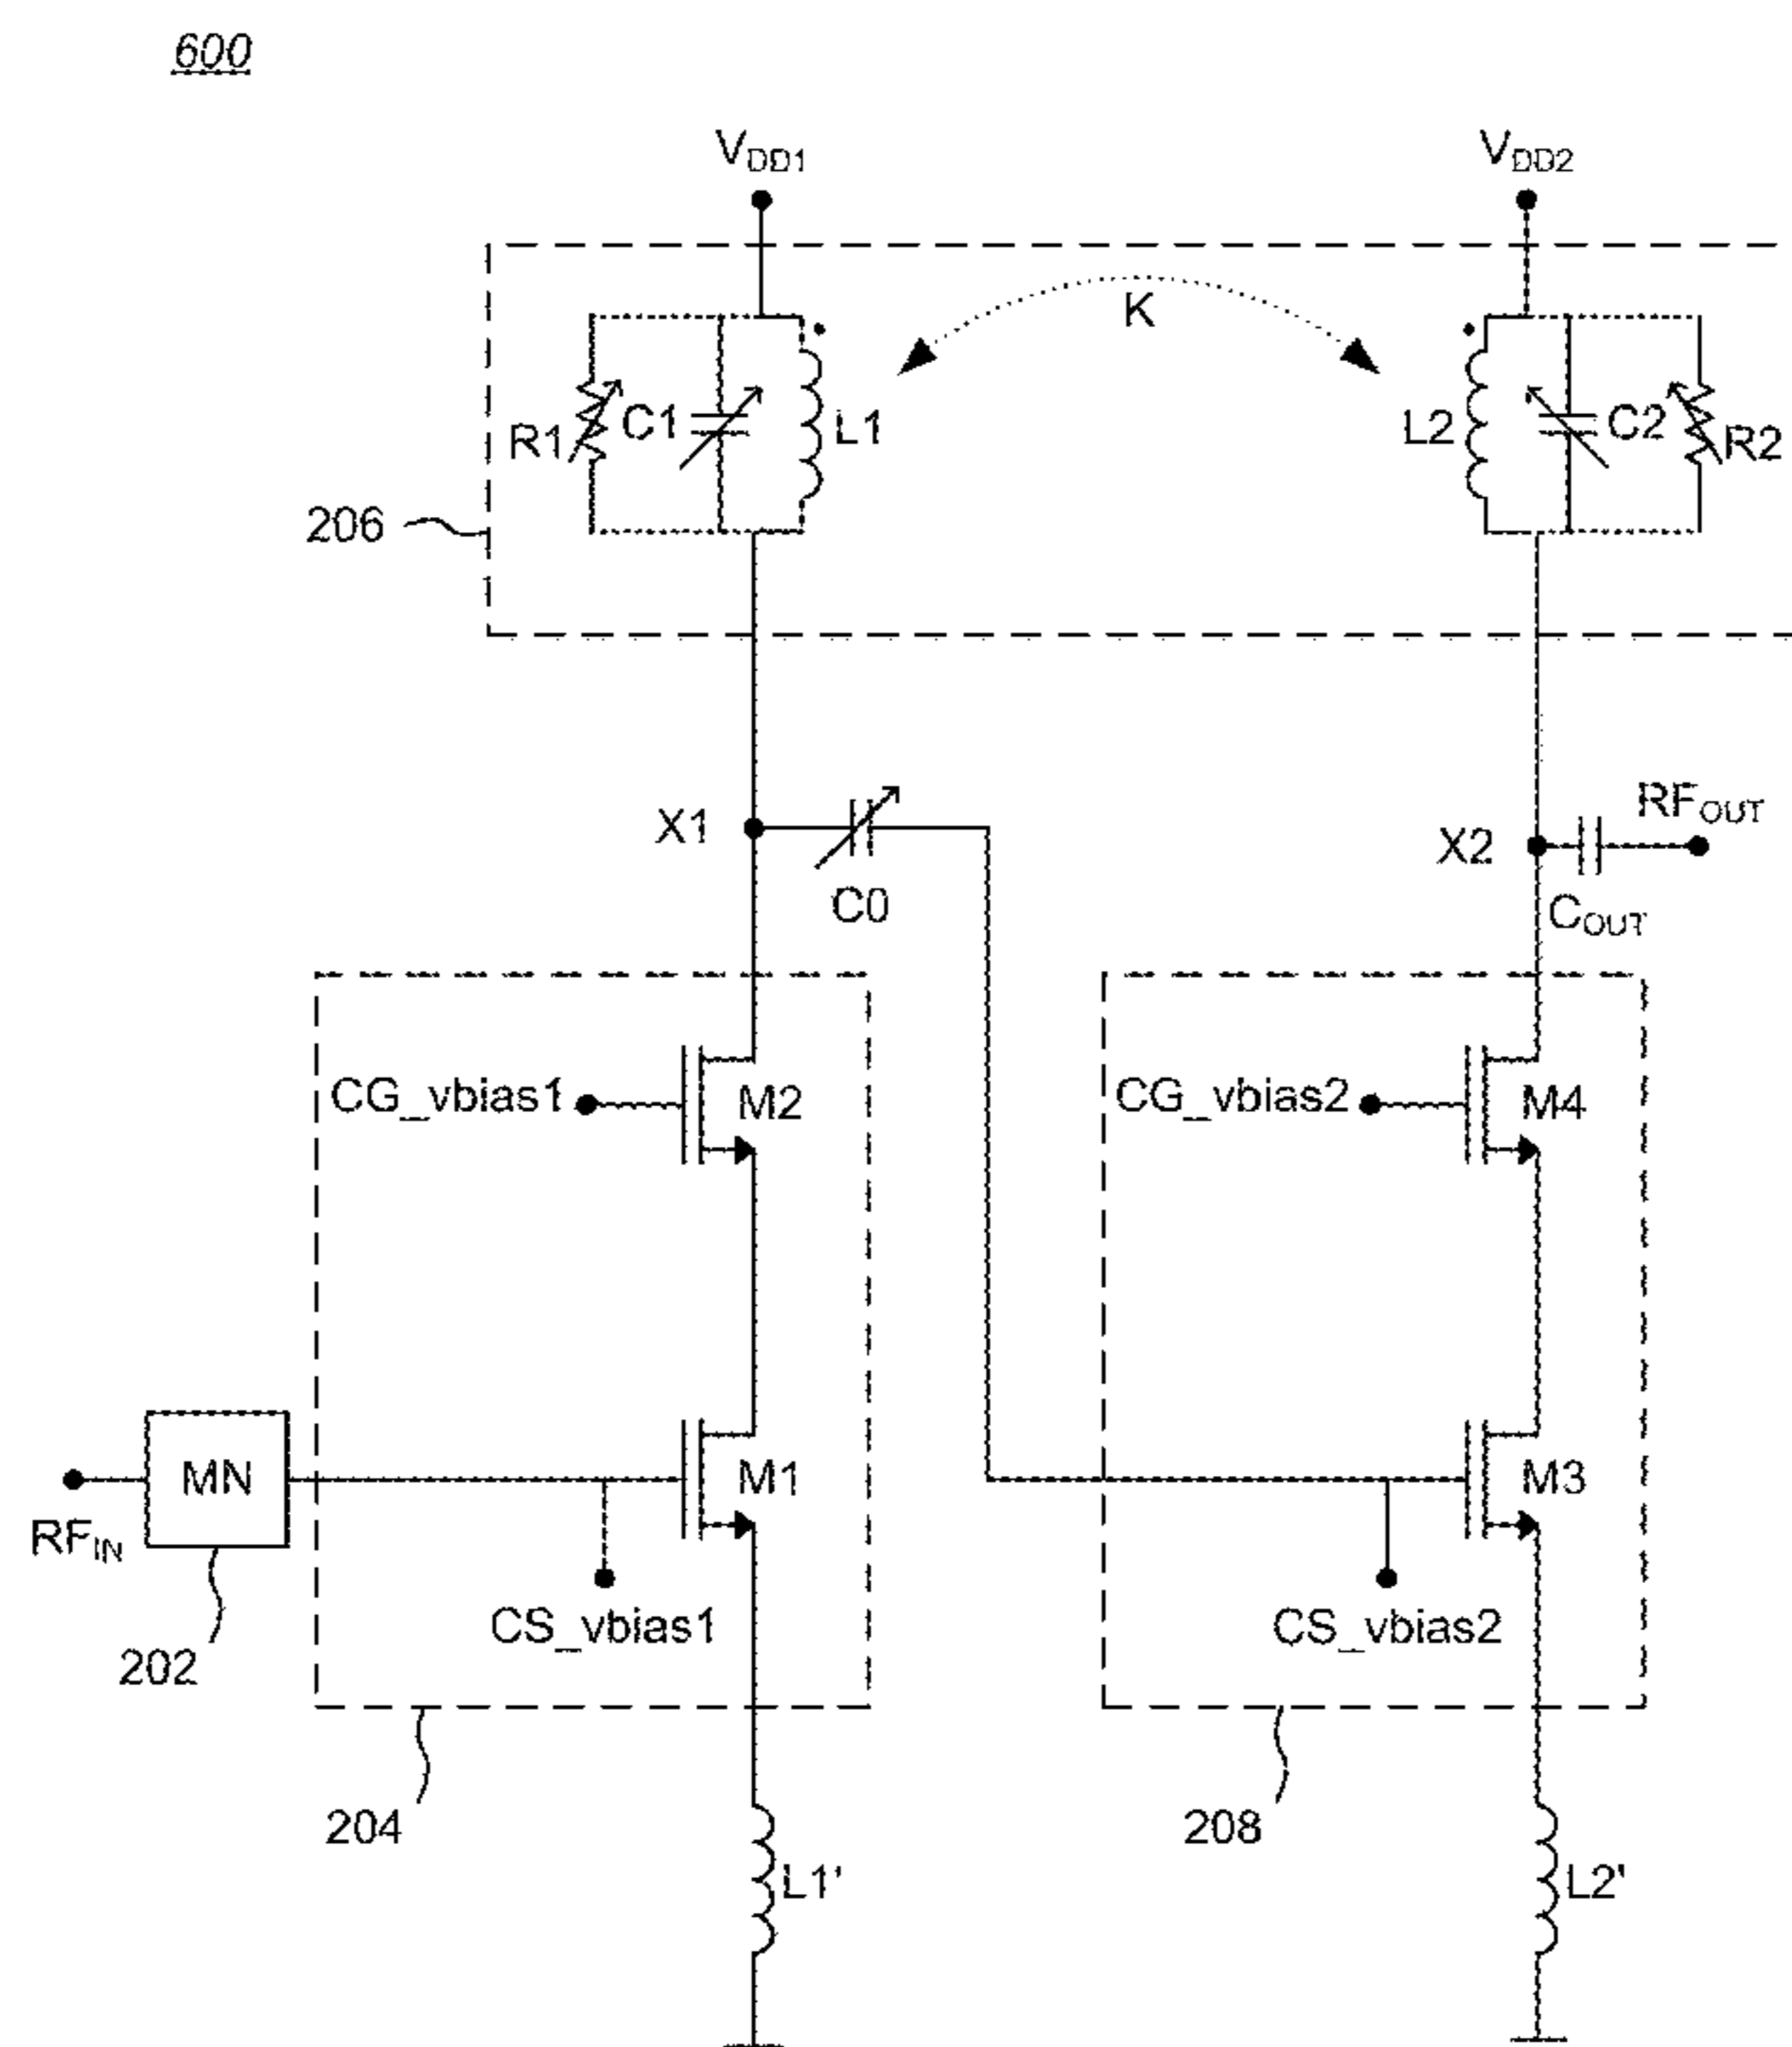 600
VDD1
VDD2
K
R1
C1
L1
L2
C2
R2
206
X1
C0
X2
RFOUT
COUT
CG_vbias1
M2
CG_vbias2
M4
RFIN
MN
M1
M3
CS_vbias1
CS_vbias2
202
204
208
L1'
L2'